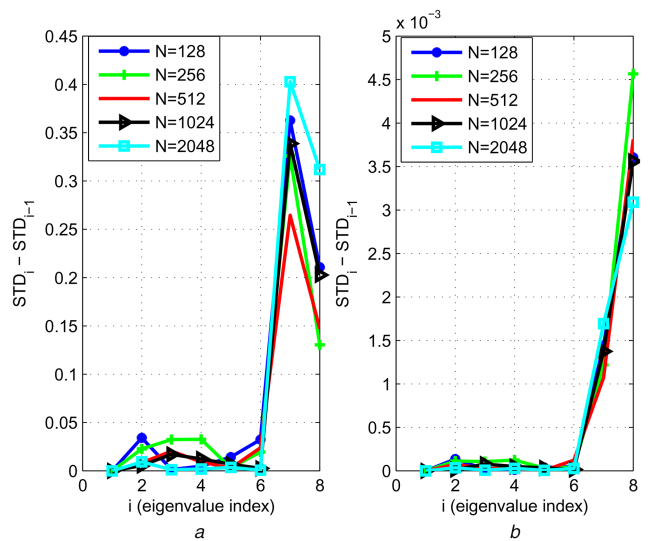 0.45
0.4
0.35
0.3
0.25
0.2
0.15
0.1
0.05
0
STD_i − STD_{i−1}
N=128
N=256
N=512
N=1024
N=2048
0 2 4 6 8
i (eigenvalue index)
a
x 10^{−3}
5
4.5
4
3.5
3
2.5
2
1.5
1
0.5
0
STD_i − STD_{i−1}
N=128
N=256
N=512
N=1024
N=2048
0 2 4 6 8
i (eigenvalue index)
b